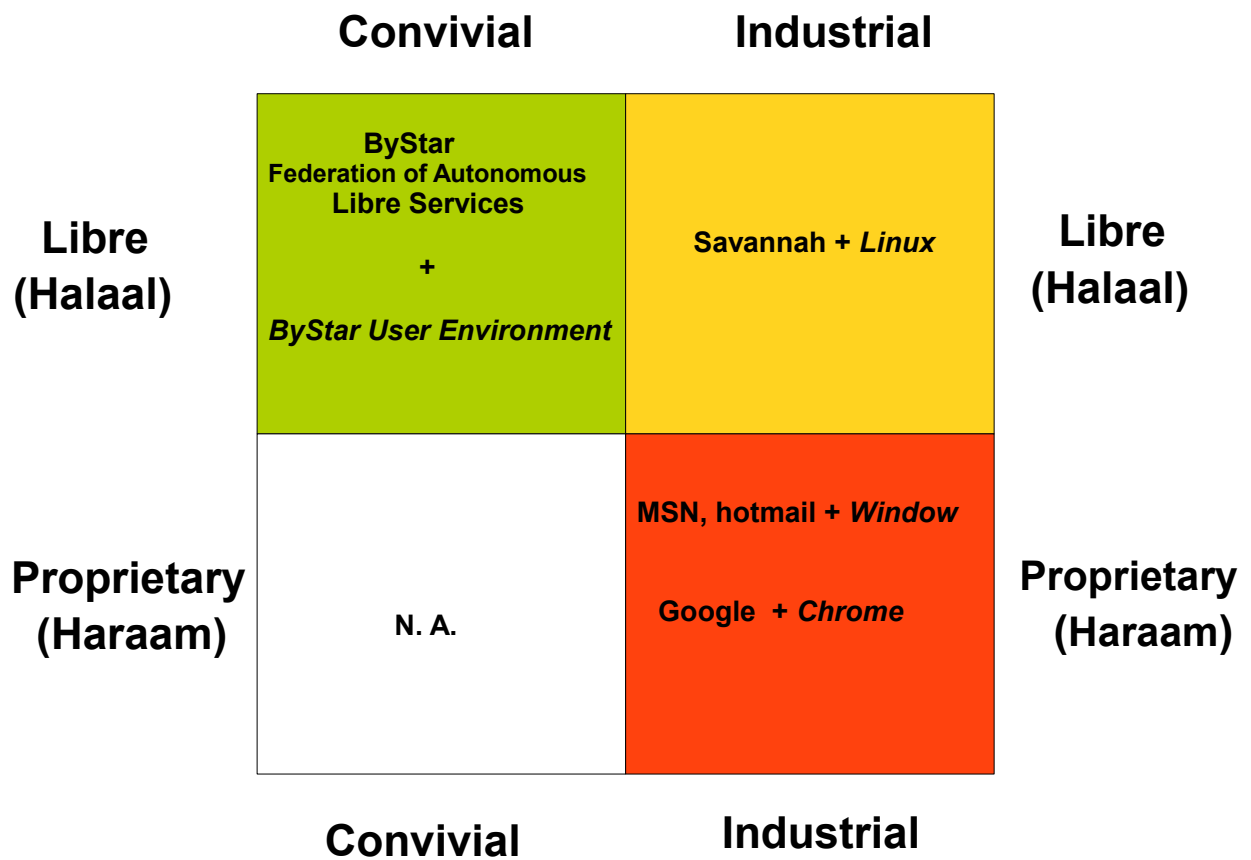 Convivial
Industrial
ByStar
Federation of Autonomous
Libre Services
+
ByStar User Environment
Savannah + Linux
Libre
(Halaal)
Libre
(Halaal)
MSN, hotmail + Window
Google + Chrome
N. A.
Proprietary
(Haraam)
Proprietary
(Haraam)
Convivial
Industrial